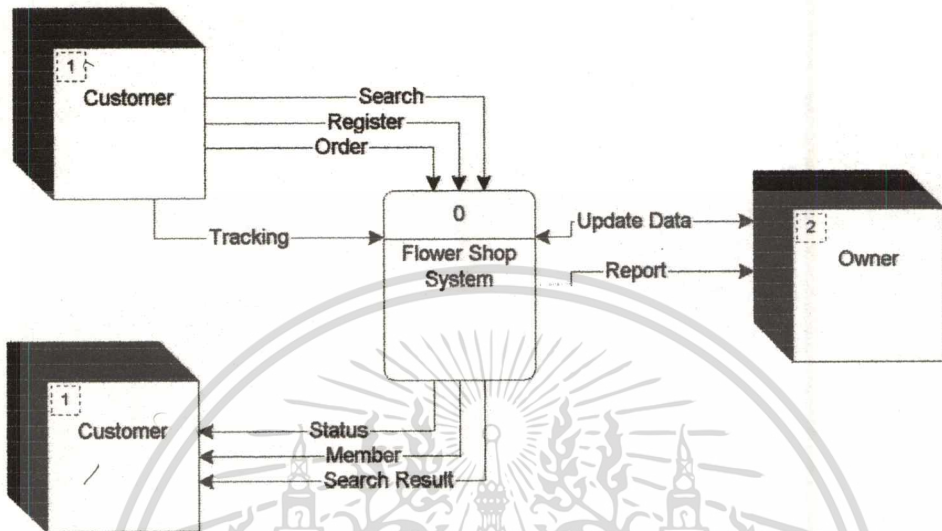 1
Customer
Search
Register
Order
0
Tracking
Flower Shop
System
Update Data
Report
2
Owner
1
Customer
Status
Member
Search Result